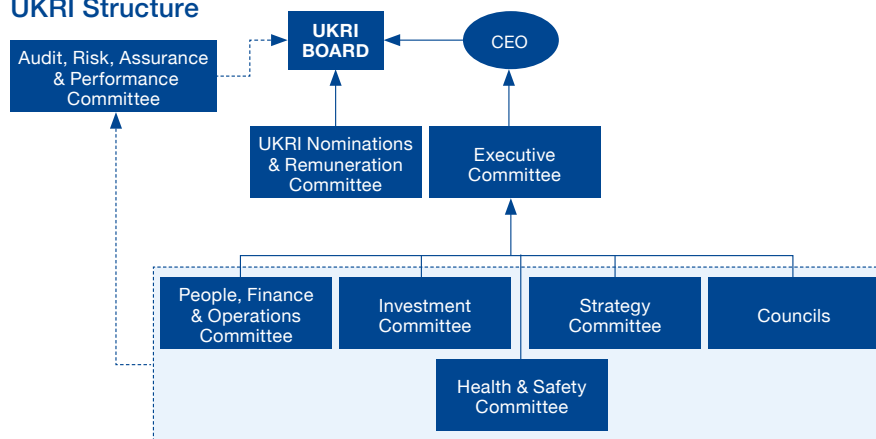 UKRI Structure
Audit, Risk, Assurance
& Performance
Committee
UKRI
BOARD
CEO
UKRI Nominations
& Remuneration
Committee
Executive
Committee
People, Finance
& Operations
Committee
Investment
Committee
Strategy
Committee
Councils
Health & Safety
Committee